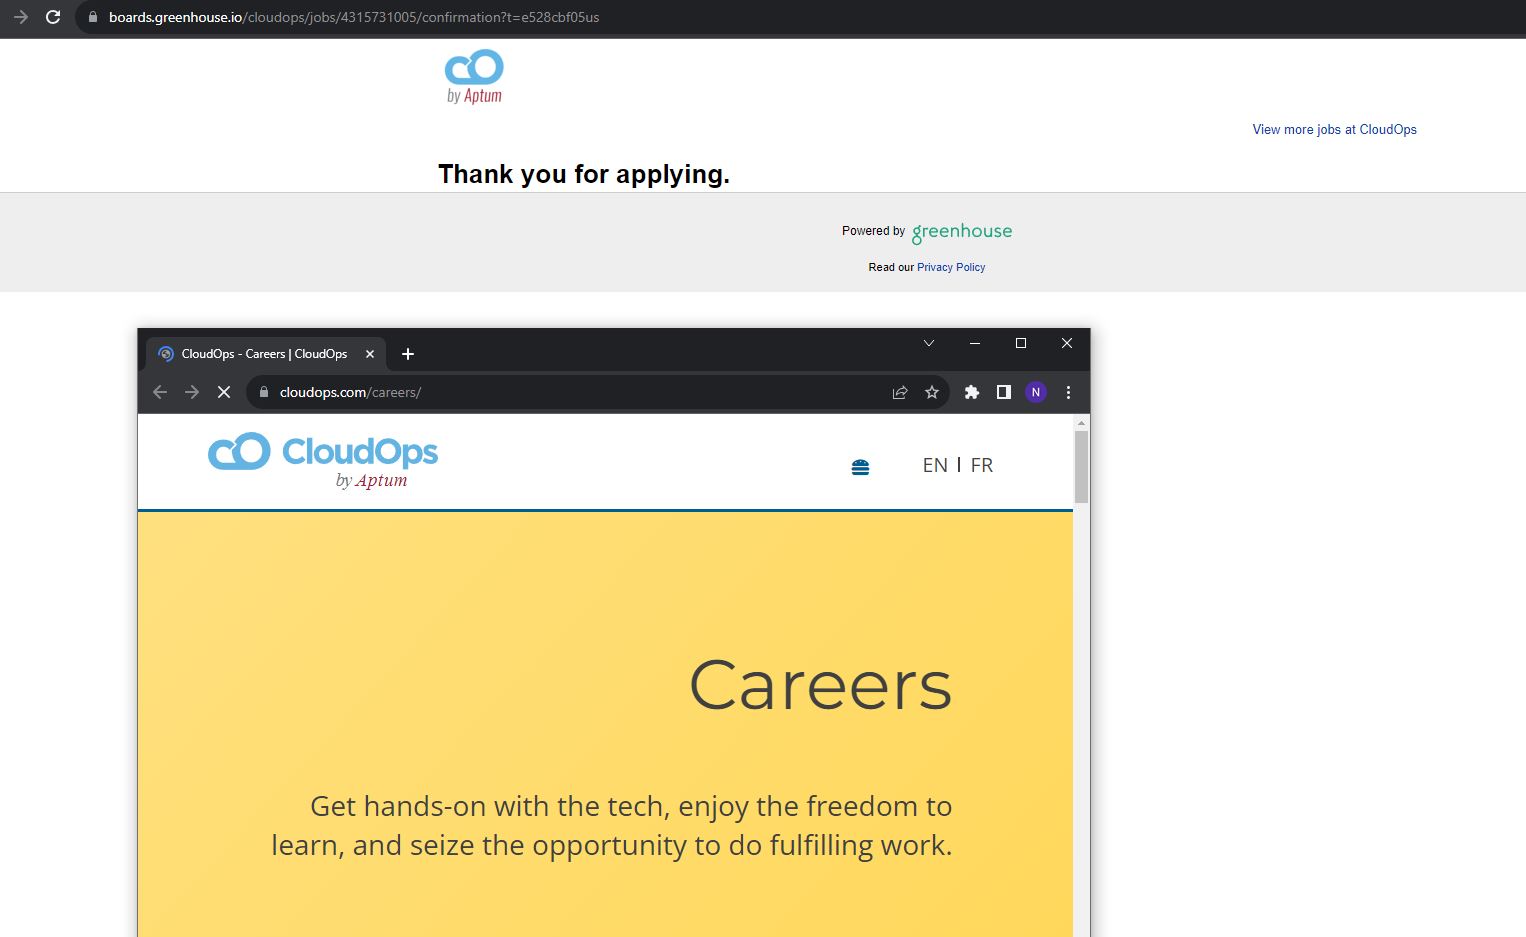 boards.greenhouse.io/cloudops/jobs/4315731005/confirmation?t=e528cbf05us
by Aptum
View more jobs at CloudOps
Thank you for applying.
Powered by greenhouse
Read our Privacy Policy
CloudOps - Careers | CloudOps
cloudops.com/careers/
N
CloudOps
by Aptum
EN | FR
Careers
Get hands-on with the tech, enjoy the freedom to
learn, and seize the opportunity to do fulfilling work.